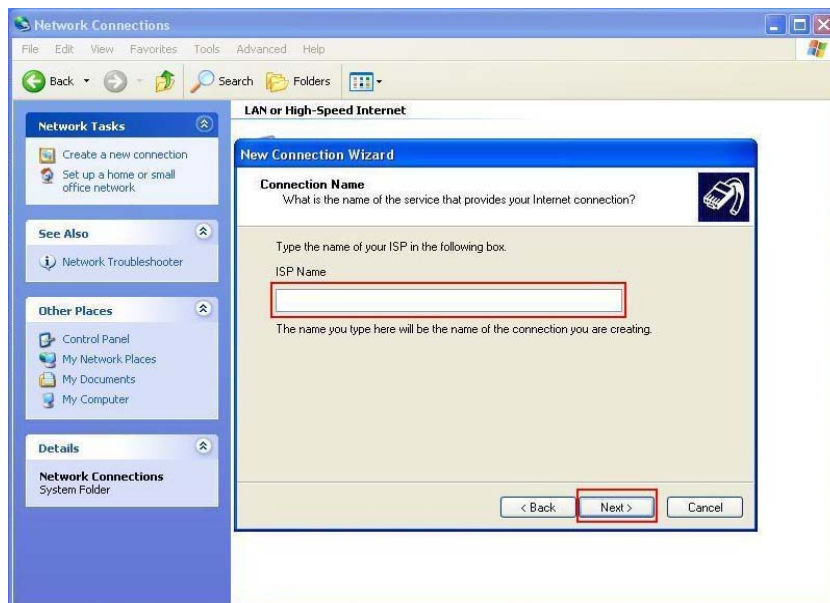 Network Connections
File Edit View Favorites Tools Advanced Help
Back Search Folders
LAN or High-Speed Internet
Network Tasks
Create a new connection
Set up a home or small
office network
See Also
Network Troubleshooter
Other Places
Control Panel
My Network Places
My Documents
My Computer
Details
Network Connections
System Folder
New Connection Wizard
Connection Name
What is the name of the service that provides your Internet connection?
Type the name of your ISP in the following box.
ISP Name
The name you type here will be the name of the connection you are creating.
< Back Next > Cancel